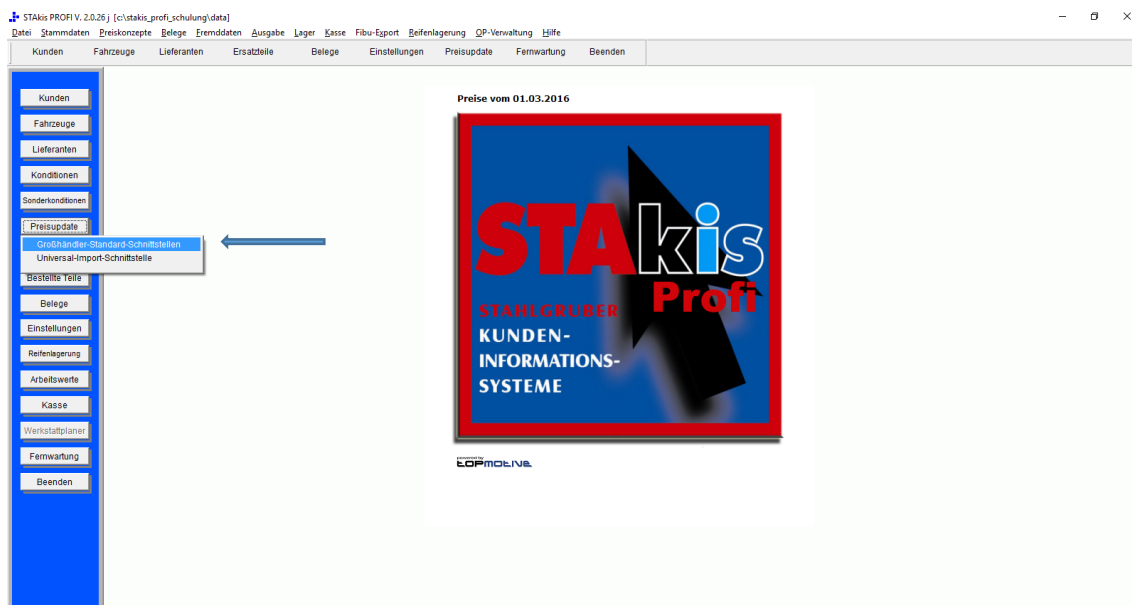 STAkis PROFI V. 2.0.26 j [c:\stakis_profi_schulung\data]
Datei Stammdaten Preiskonzepte Belege Fremddaten Ausgabe Lager Kasse Fibu-Export Reifenlagerung OP-Verwaltung Hilfe
Kunden Fahrzeuge Lieferanten Ersatzteile Belege Einstellungen Preisupdate Fernwartung Beenden
Kunden
Fahrzeuge
Lieferanten
Konditionen
Sonderkonditionen
Preisupdate
Großhändler-Standard-Schnittstellen
Universal-Import-Schnittstelle
Bestellte Teile
Belege
Einstellungen
Reifenlagerung
Arbeitswerte
Kasse
Werkstattplaner
Fernwartung
Beenden
Preise vom 01.03.2016
STAkis
Profi
STAHLGRUBER
KUNDEN-
INFORMATIONS-
SYSTEME
powered by
TOPMOTIVE